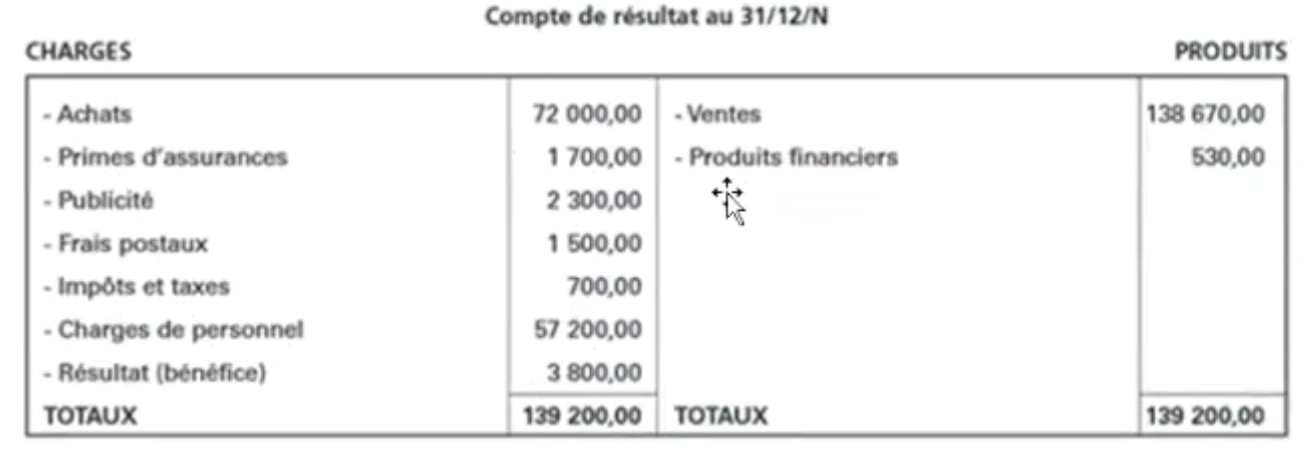 Compte de résultat au 31/12/N
CHARGES PRODUITS
- Achats 72 000,00 - Ventes 138 670,00
- Primes d'assurances 1 700,00 - Produits financiers 530,00
- Publicité 2 300,00
- Frais postaux 1 500,00
- Impôts et taxes 700,00
- Charges de personnel 57 200,00
- Résultat (bénéfice) 3 800,00
TOTAUX 139 200,00 TOTAUX 139 200,00